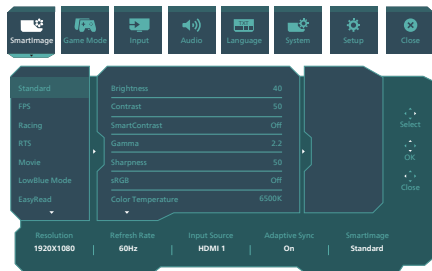 TXT
SmartImage Game Mode Input Audio Language System Setup Close
Standard Brightness 40
FPS Contrast 50
Racing SmartContrast Off
RTS Gamma 2.2
Movie Sharpness 50
LowBlue Mode sRGB Off
EasyRead Color Temperature 6500K
Select
OK
Close
Resolution Refresh Rate Input Source Adaptive Sync SmartImage
1920X1080 | 60Hz | HDMI 1 | On | Standard